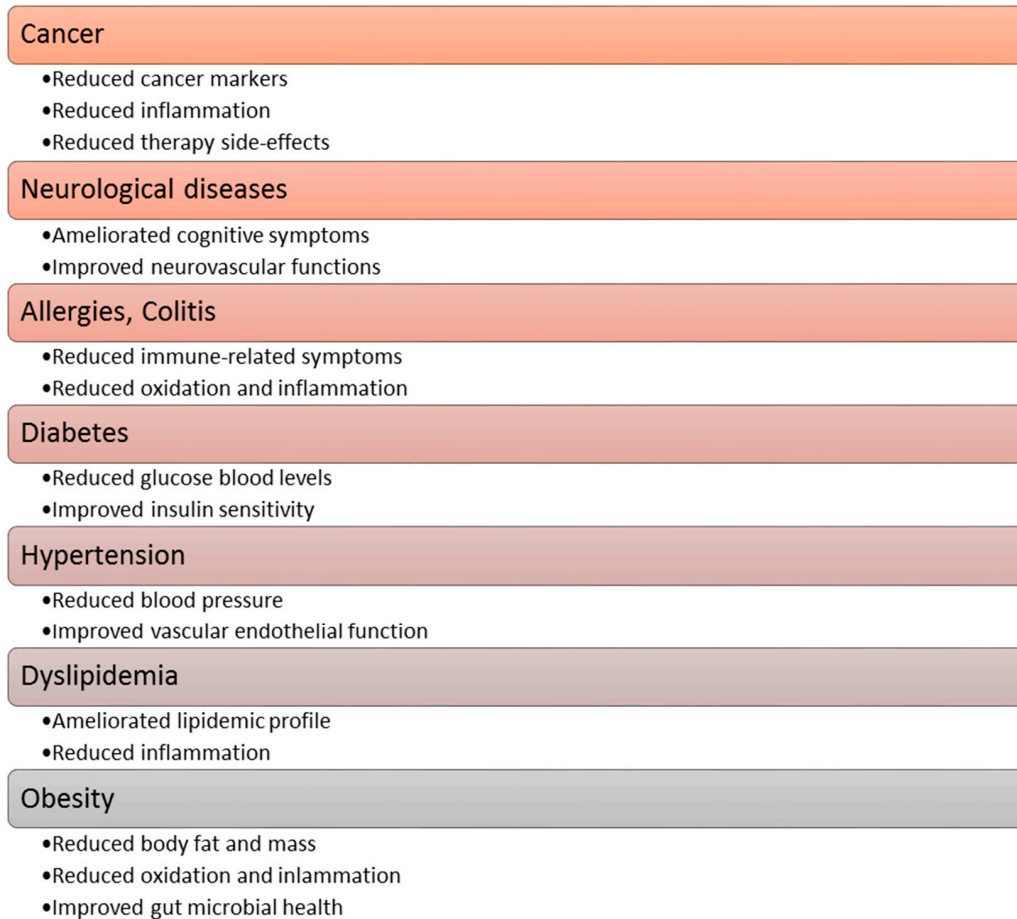 Cancer
•Reduced cancer markers
•Reduced inflammation
•Reduced therapy side-effects
Neurological diseases
•Ameliorated cognitive symptoms
•Improved neurovascular functions
Allergies, Colitis
•Reduced immune-related symptoms
•Reduced oxidation and inflammation
Diabetes
•Reduced glucose blood levels
•Improved insulin sensitivity
Hypertension
•Reduced blood pressure
•Improved vascular endothelial function
Dyslipidemia
•Ameliorated lipidemic profile
•Reduced inflammation
Obesity
•Reduced body fat and mass
•Reduced oxidation and inlammation
•Improved gut microbial health